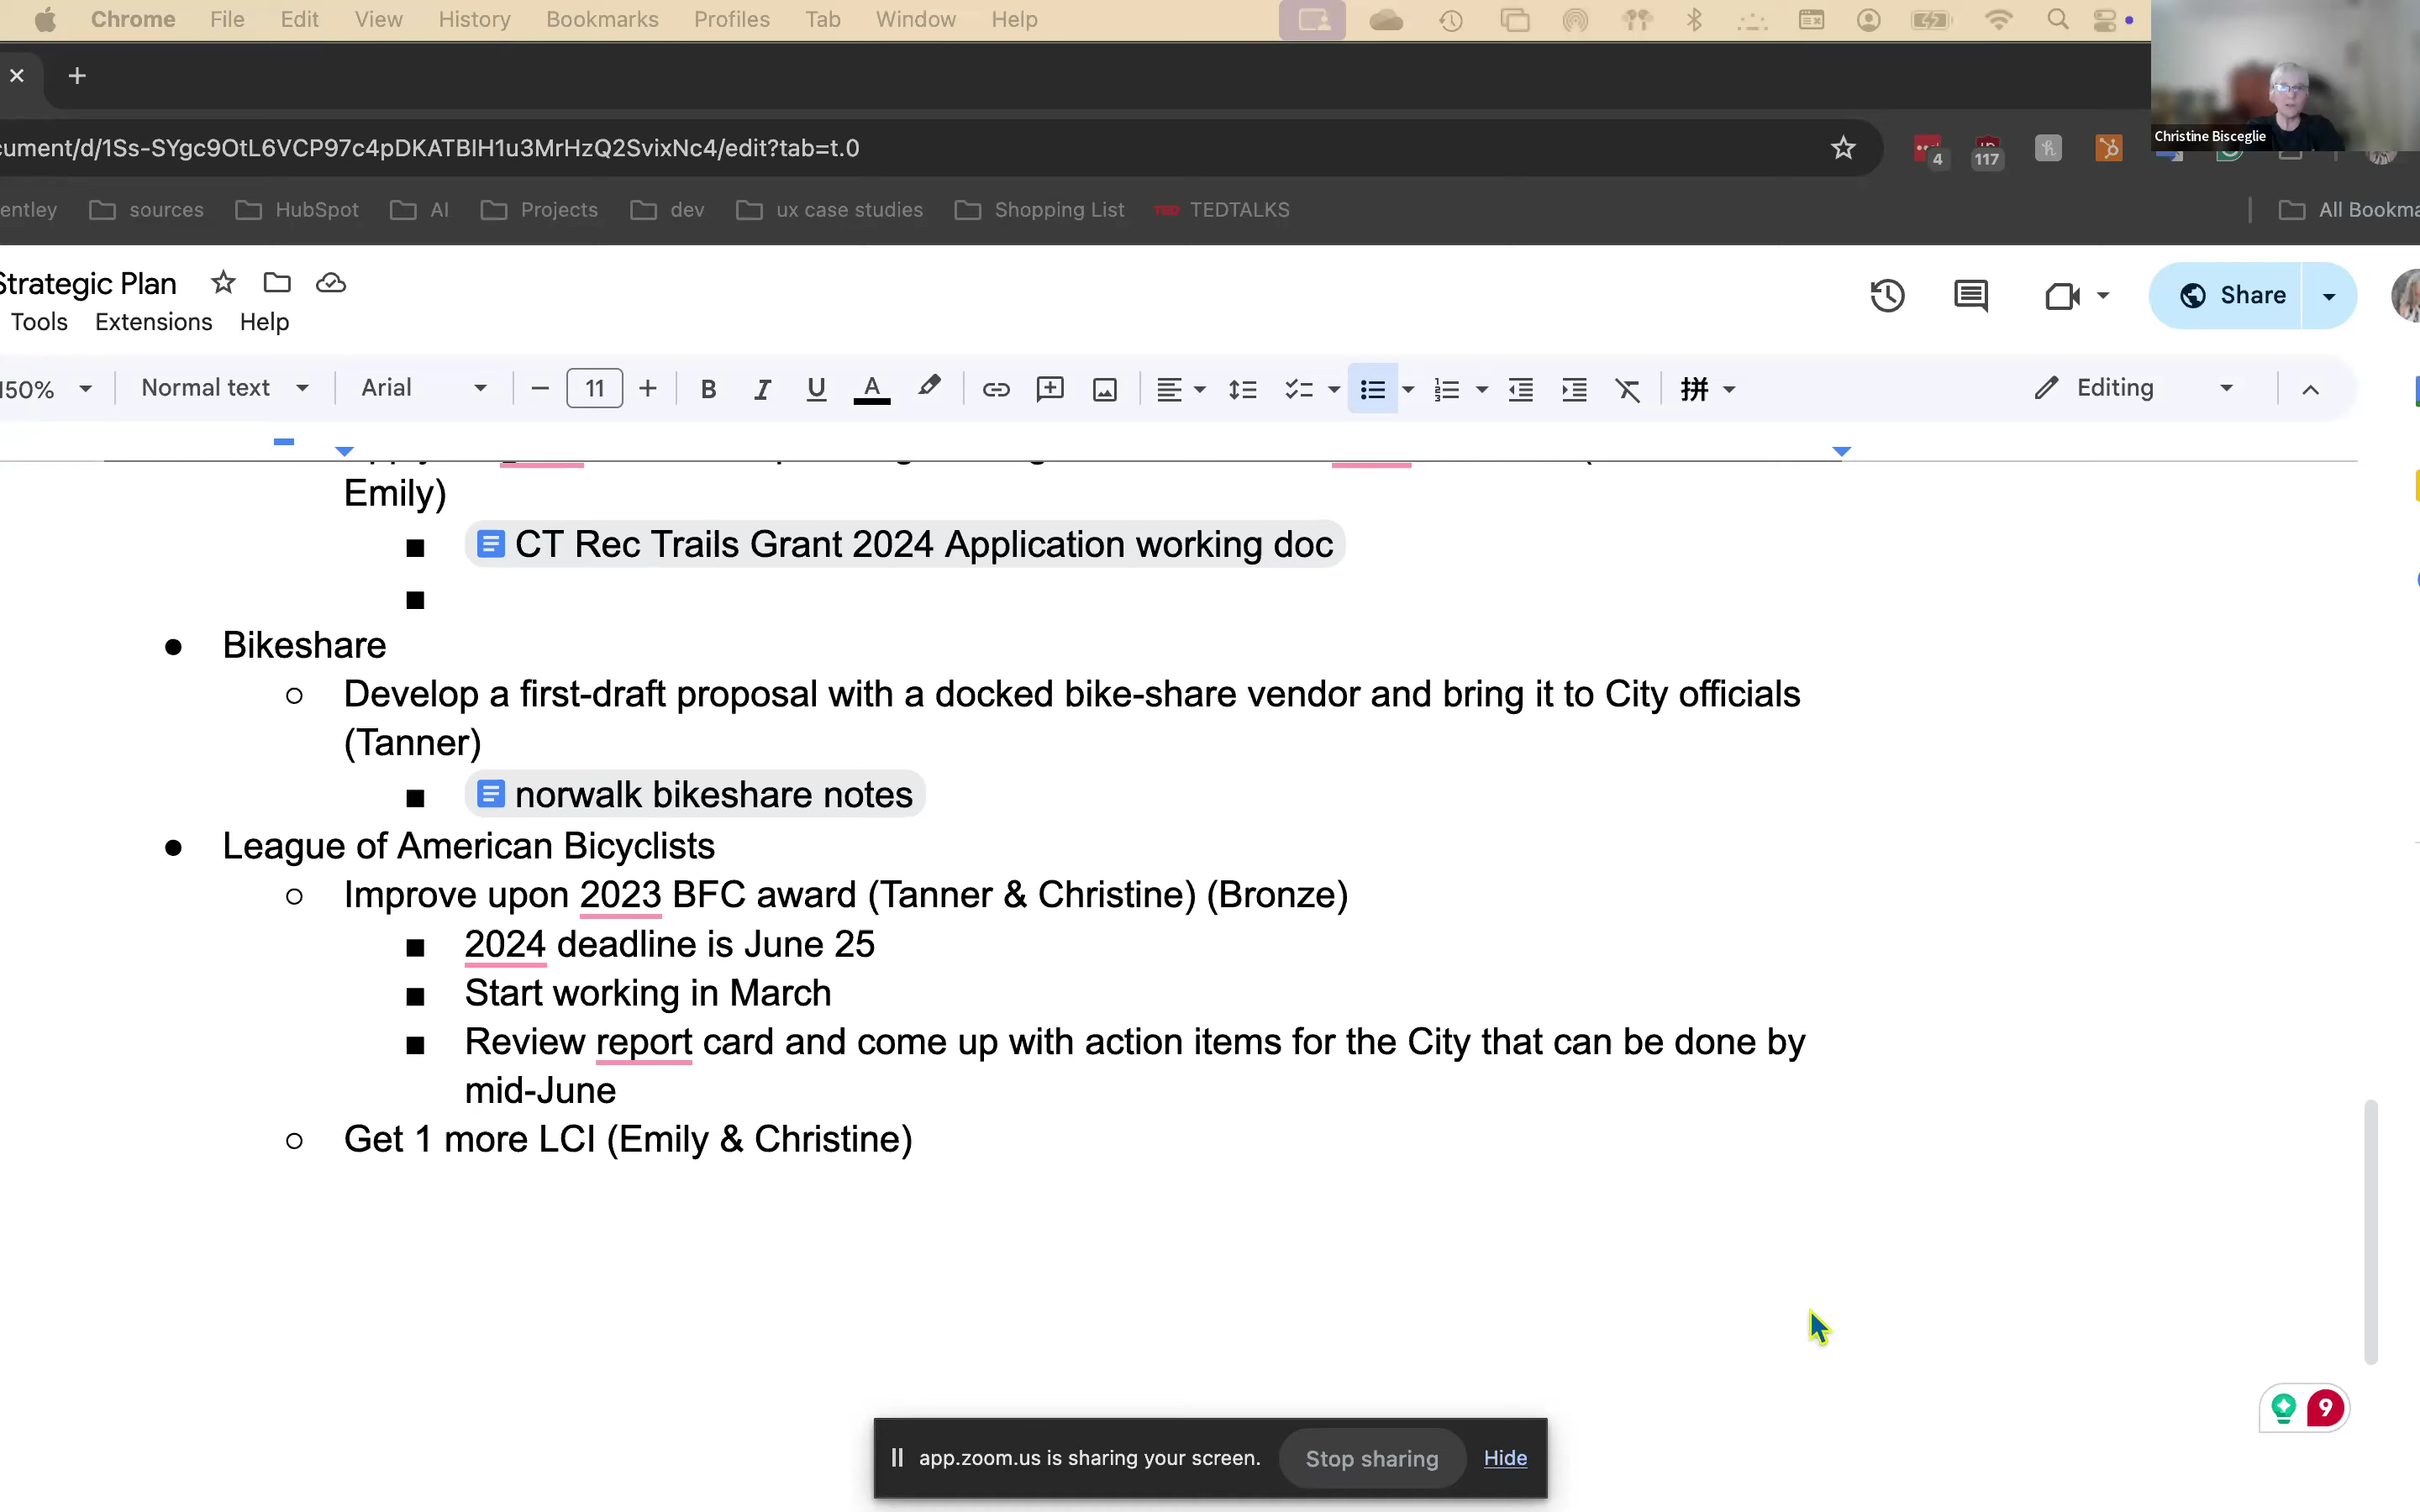 Chrome File Edit View History Bookmarks Profiles Tab Window Help
Christine Bisceglie
cument/d/1Ss-SYgc9OtL6VCP97c4pDKATBIH1u3MrHzQ2SvixNc4/edit?tab=t.0
4
117
entley sources HubSpot AI Projects dev ux case studies Shopping List TED TEDTALKS All Bookma
Strategic Plan
Share
Tools Extensions Help
150% Normal text Arial 11 B I U A Editing
Emily)
CT Rec Trails Grant 2024 Application working doc
Bikeshare
Develop a first-draft proposal with a docked bike-share vendor and bring it to City officials
(Tanner)
norwalk bikeshare notes
League of American Bicyclists
Improve upon 2023 BFC award (Tanner & Christine) (Bronze)
2024 deadline is June 25
Start working in March
Review report card and come up with action items for the City that can be done by
mid-June
Get 1 more LCI (Emily & Christine)
9
app.zoom.us is sharing your screen. Stop sharing Hide